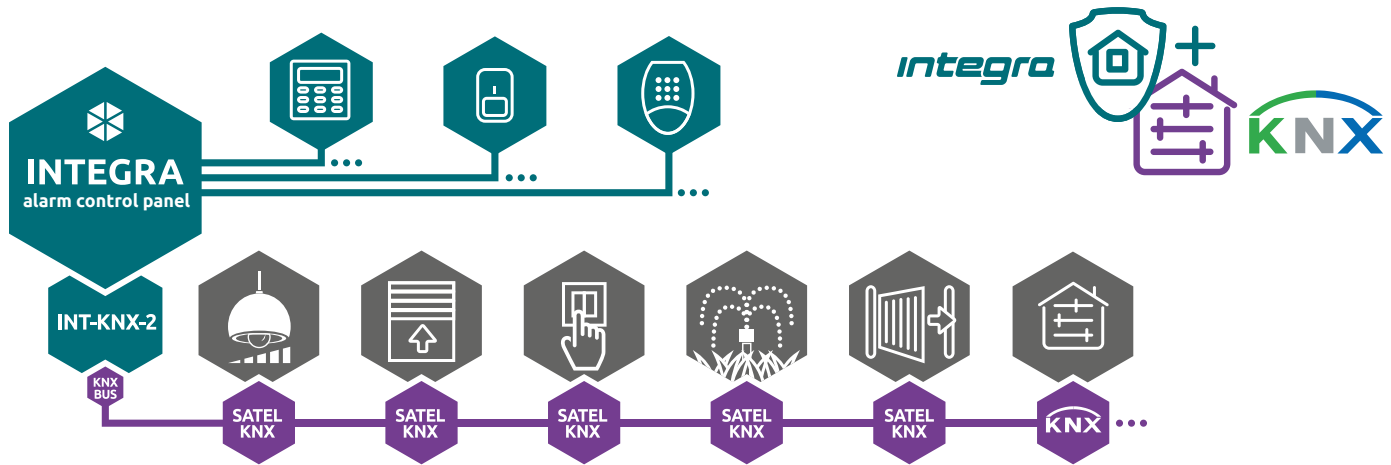 integra
KNX
INTEGRA
alarm control panel
INT-KNX-2
KNX
BUS
SATEL
KNX
SATEL
KNX
SATEL
KNX
SATEL
KNX
SATEL
KNX
KNX